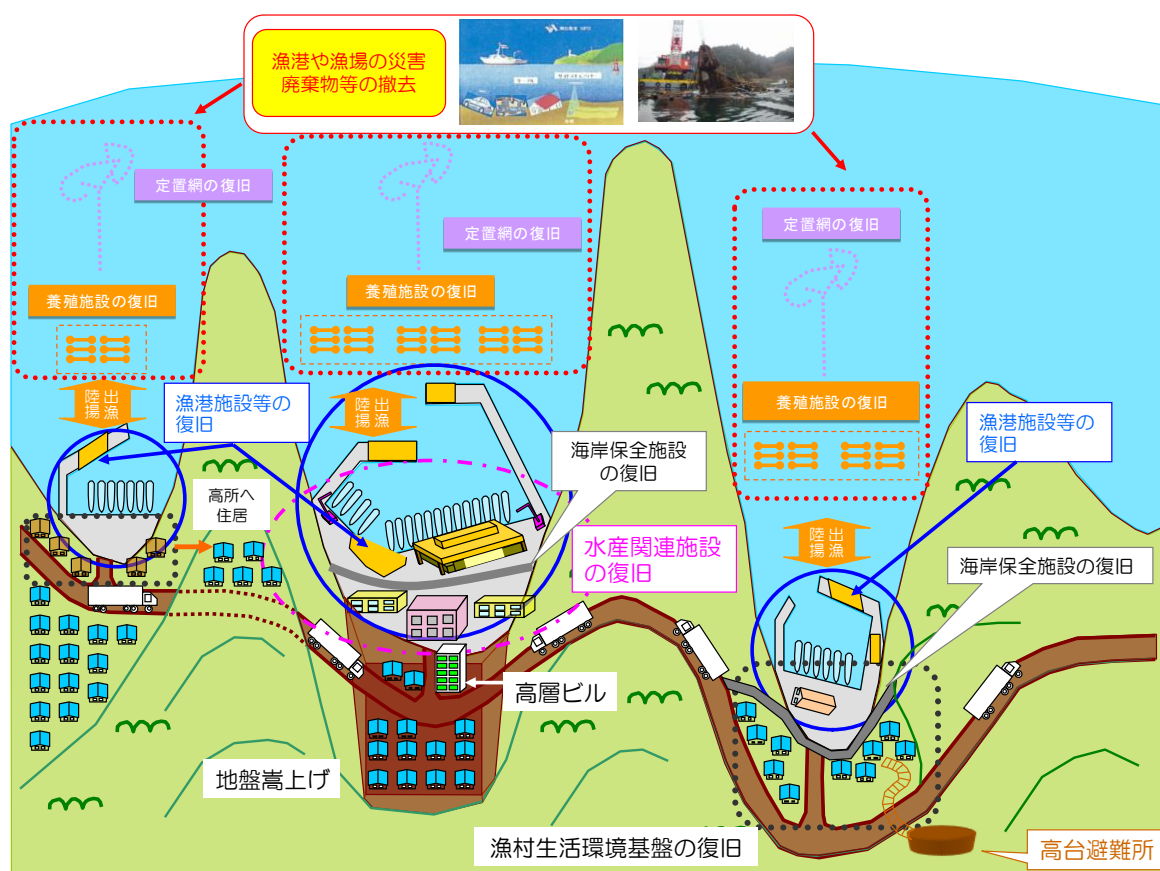 漁港や漁場の災害
廃棄物等の撤去
定置網の復旧
定置網の復旧
定置網の復旧
養殖施設の復旧
養殖施設の復旧
養殖施設の復旧
陸揚
出漁
陸揚
出漁
陸揚
出漁
漁港施設等の
復旧
漁港施設等の
復旧
海岸保全施設
の復旧
高所へ
住居
水産関連施設
の復旧
海岸保全施設の復旧
高層ビル
地盤嵩上げ
漁村生活環境基盤の復旧
高台避難所